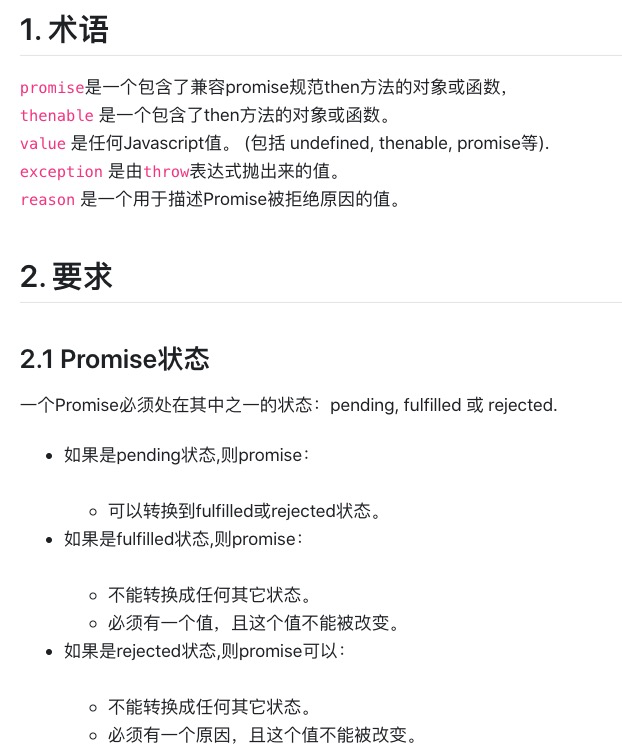 1. 术语
promise是一个包含了兼容promise规范then方法的对象或函数，
thenable 是一个包含了then方法的对象或函数。
value 是任何Javascript值。 (包括 undefined, thenable, promise等).
exception 是由throw表达式抛出来的值。
reason 是一个用于描述Promise被拒绝原因的值。
2. 要求
2.1 Promise状态
一个Promise必须处在其中之一的状态：pending, fulfilled 或 rejected.
• 如果是pending状态,则promise：
◦ 可以转换到fulfilled或rejected状态。
• 如果是fulfilled状态,则promise：
◦ 不能转换成任何其它状态。
◦ 必须有一个值，且这个值不能被改变。
• 如果是rejected状态,则promise可以：
◦ 不能转换成任何其它状态。
◦ 必须有一个原因，且这个值不能被改变。